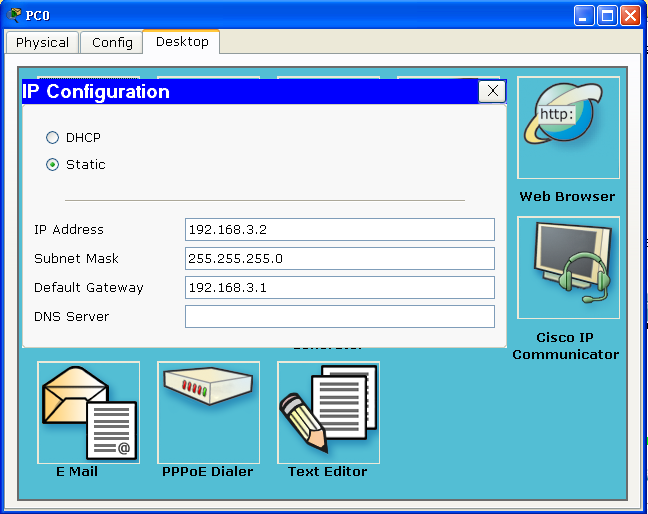 PC0
Physical
Config
Desktop
IP Configuration
X
http:
DHCP
Static
Web Browser
IP Address
192.168.3.2
Subnet Mask
255.255.255.0
Default Gateway
192.168.3.1
DNS Server
Cisco IP
Communicator
@
E Mail
PPPoE Dialer
Text Editor